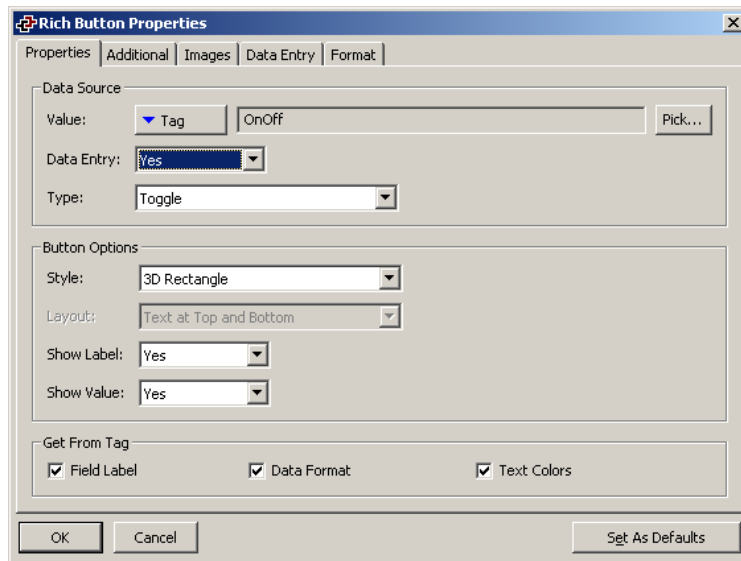 Rich Button Properties
Properties Additional Images Data Entry Format
Data Source
Value: Tag OnOff Pick...
Data Entry: Yes
Type: Toggle
Button Options
Style: 3D Rectangle
Layout: Text at Top and Bottom
Show Label: Yes
Show Value: Yes
Get From Tag
Field Label Data Format Text Colors
OK Cancel Set As Defaults